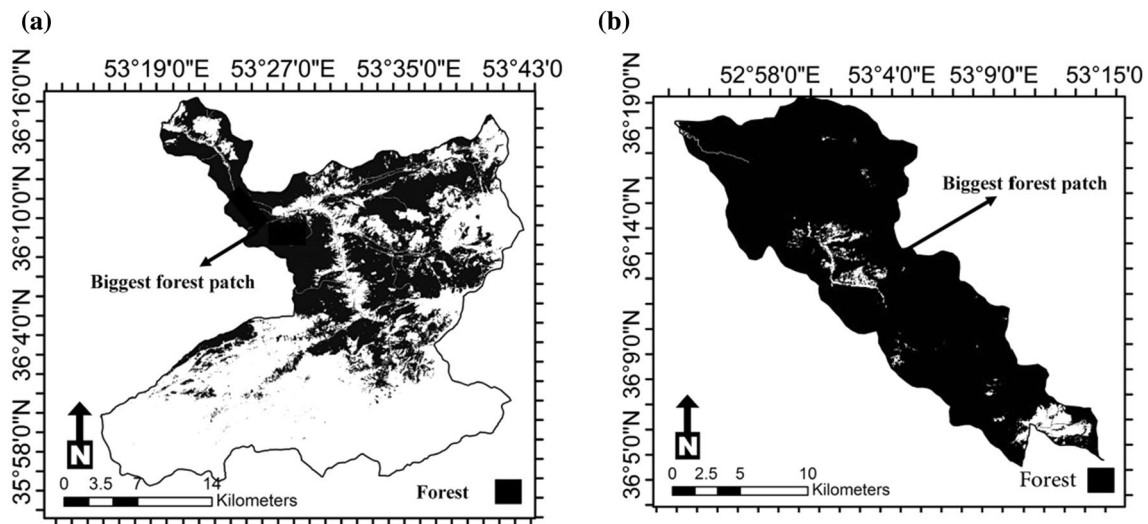 (a)
53°19'0"E 53°27'0"E 53°35'0"E 53°43'0
36°16'0"N
36°10'0"N
36°4'0"N
35°58'0"N
Biggest forest patch
N
0 3.5 7 14
Kilometers
Forest
(b)
52°58'0"E 53°4'0"E 53°9'0"E 53°15'0
36°19'0"N
36°14'0"N
36°9'0"N
36°5'0"N
Biggest forest patch
N
0 2.5 5 10
Kilometers
Forest